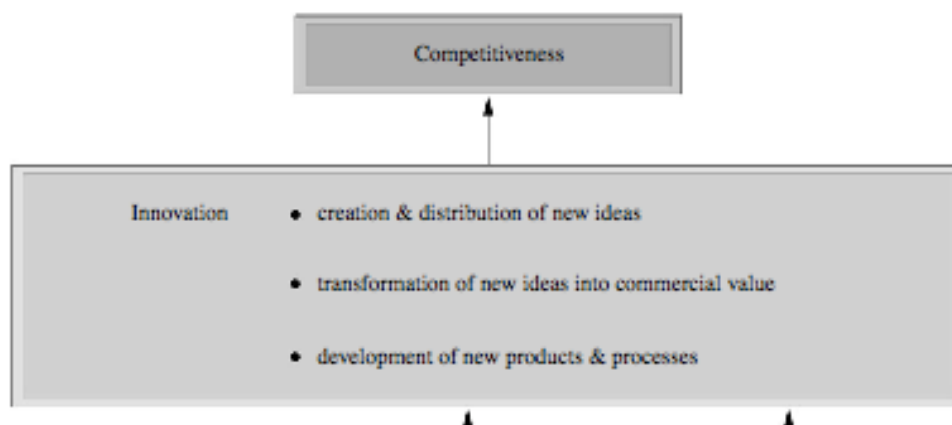 Competitiveness
Innovation • creation & distribution of new ideas
• transformation of new ideas into commercial value
• development of new products & processes